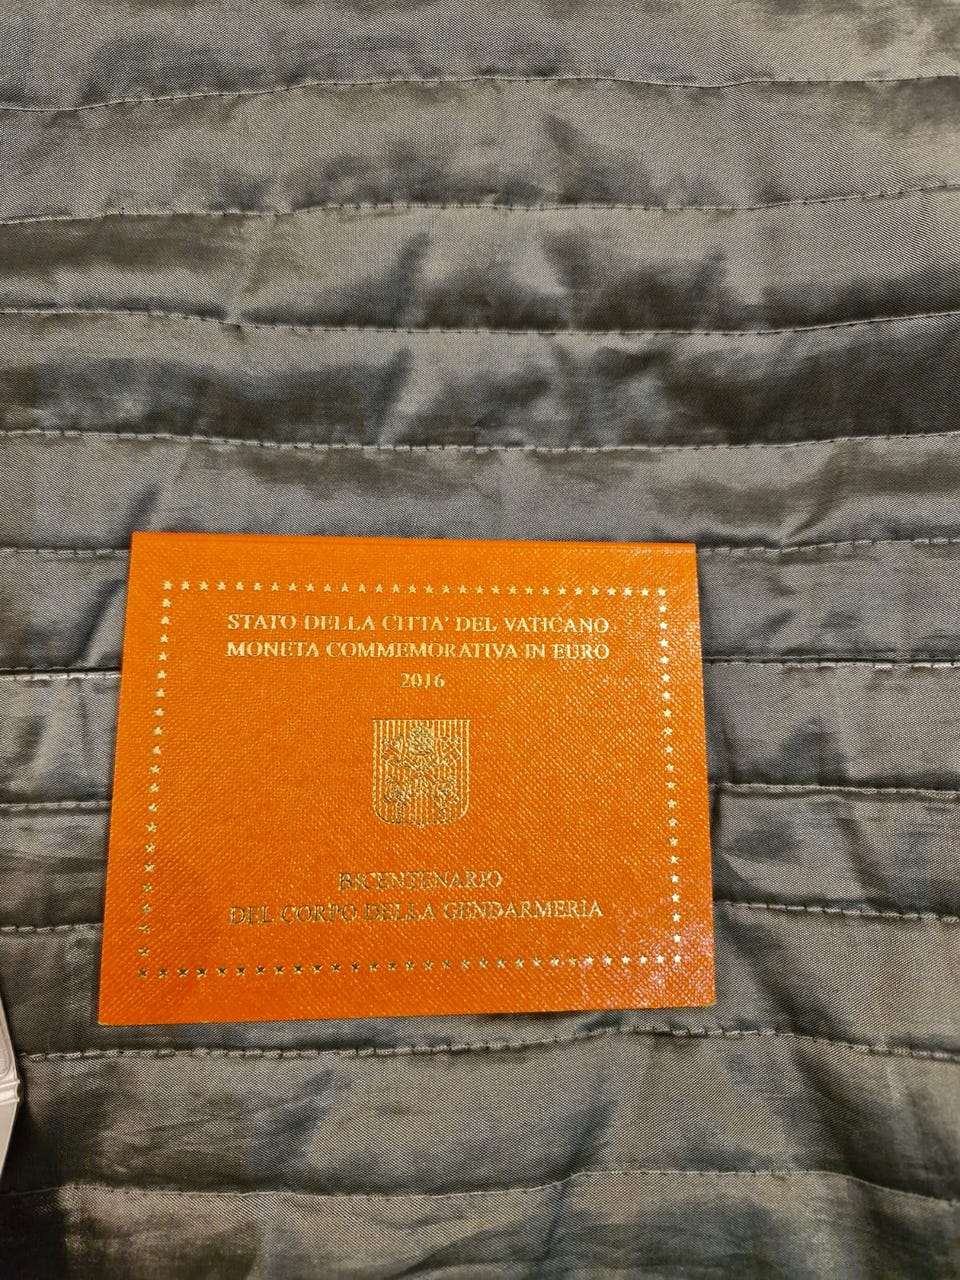 STATO DELLA CITTA' DEL VATICANO
MONETA COMMEMORATIVA IN EURO
2016
BICENTENARIO
DEL CORPO DELLA GENDARMERIA